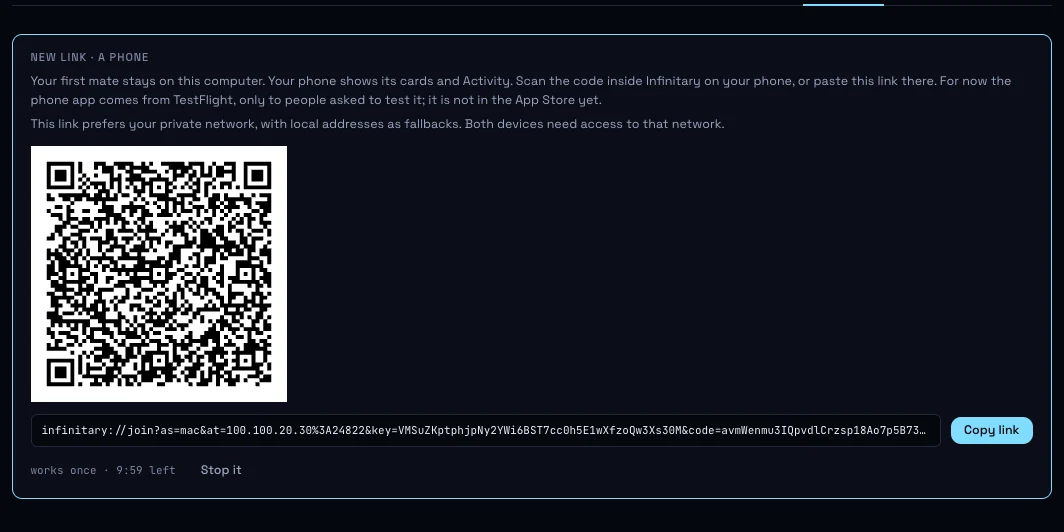 NEW LINK · A PHONE
Your first mate stays on this computer. Your phone shows its cards and Activity. Scan the code inside Infinitary on your phone, or paste this link there. For now the
phone app comes from TestFlight, only to people asked to test it; it is not in the App Store yet.
This link prefers your private network, with local addresses as fallbacks. Both devices need access to that network.
infinitary://join?as=mac&at=100.100.20.30%3A24822&key=VMSuZKptphjpNy2YWi6BST7cc0h5E1wXfzoQw3Xs30M&code=avmWenmu3IQpvdlCrzsp18Ao7p5B73…
Copy link
works once · 9:59 left
Stop it